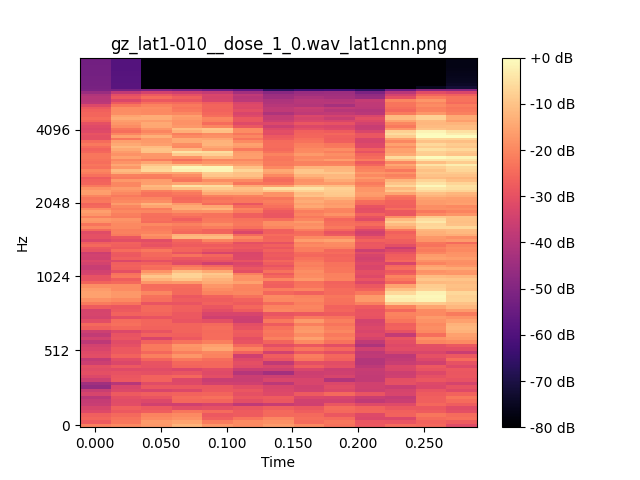 gz_lat1-010__dose_1_0.wav_lat1cnn.png
+0 dB
-10 dB
-20 dB
-30 dB
-40 dB
-50 dB
-60 dB
-70 dB
-80 dB
4096
2048
1024
512
0
Hz
0.000 0.050 0.100 0.150 0.200 0.250
Time